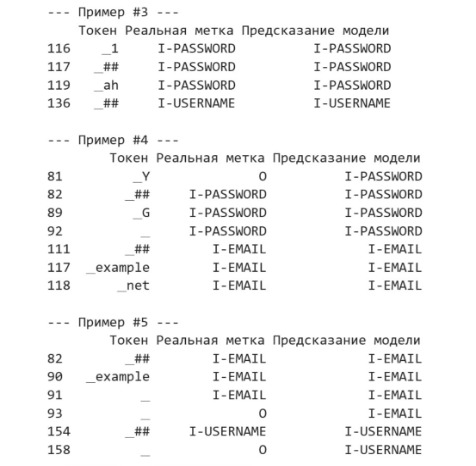 --- Пример #3 ---
Токен Реальная метка Предсказание модели
116 _1 I-PASSWORD I-PASSWORD
117 _## I-PASSWORD I-PASSWORD
119 _ah I-PASSWORD I-PASSWORD
136 _## I-USERNAME I-USERNAME
--- Пример #4 ---
Токен Реальная метка Предсказание модели
81 _Y O I-PASSWORD
82 _## I-PASSWORD I-PASSWORD
89 _G I-PASSWORD I-PASSWORD
92 _ I-PASSWORD I-PASSWORD
111 _## I-EMAIL I-EMAIL
117 _example I-EMAIL I-EMAIL
118 _net I-EMAIL I-EMAIL
--- Пример #5 ---
Токен Реальная метка Предсказание модели
82 _## I-EMAIL I-EMAIL
90 _example I-EMAIL I-EMAIL
91 _ I-EMAIL I-EMAIL
93 _ O I-EMAIL
154 _## I-USERNAME I-USERNAME
158 _ O I-USERNAME